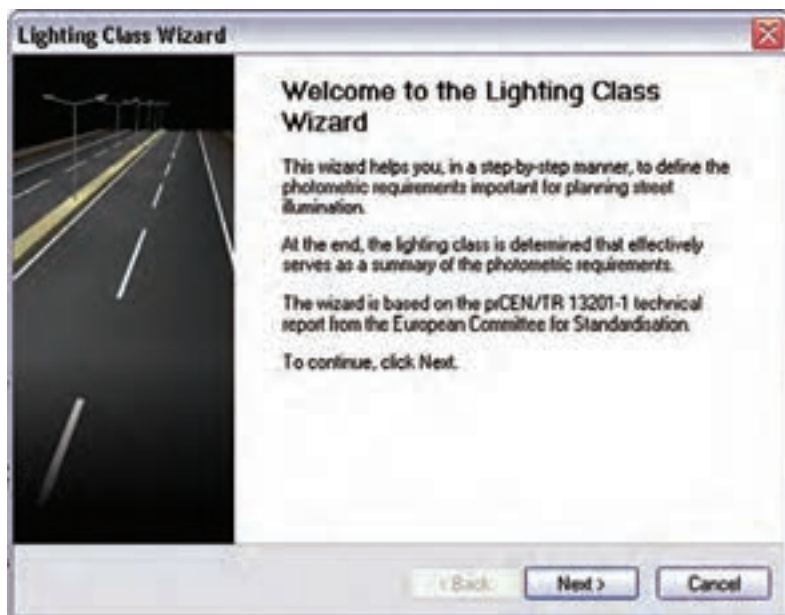 Lighting Class Wizard
Welcome to the Lighting Class
Wizard
This wizard helps you, in a step-by-step manner, to define the
photometric requirements important for planning street
illumination.
At the end, the lighting class is determined that effectively
serves as a summary of the photometric requirements.
The wizard is based on the prCEN/TR 13201-1 technical
report from the European Committee for Standardisation.
To continue, click Next.
< Back
Next >
Cancel